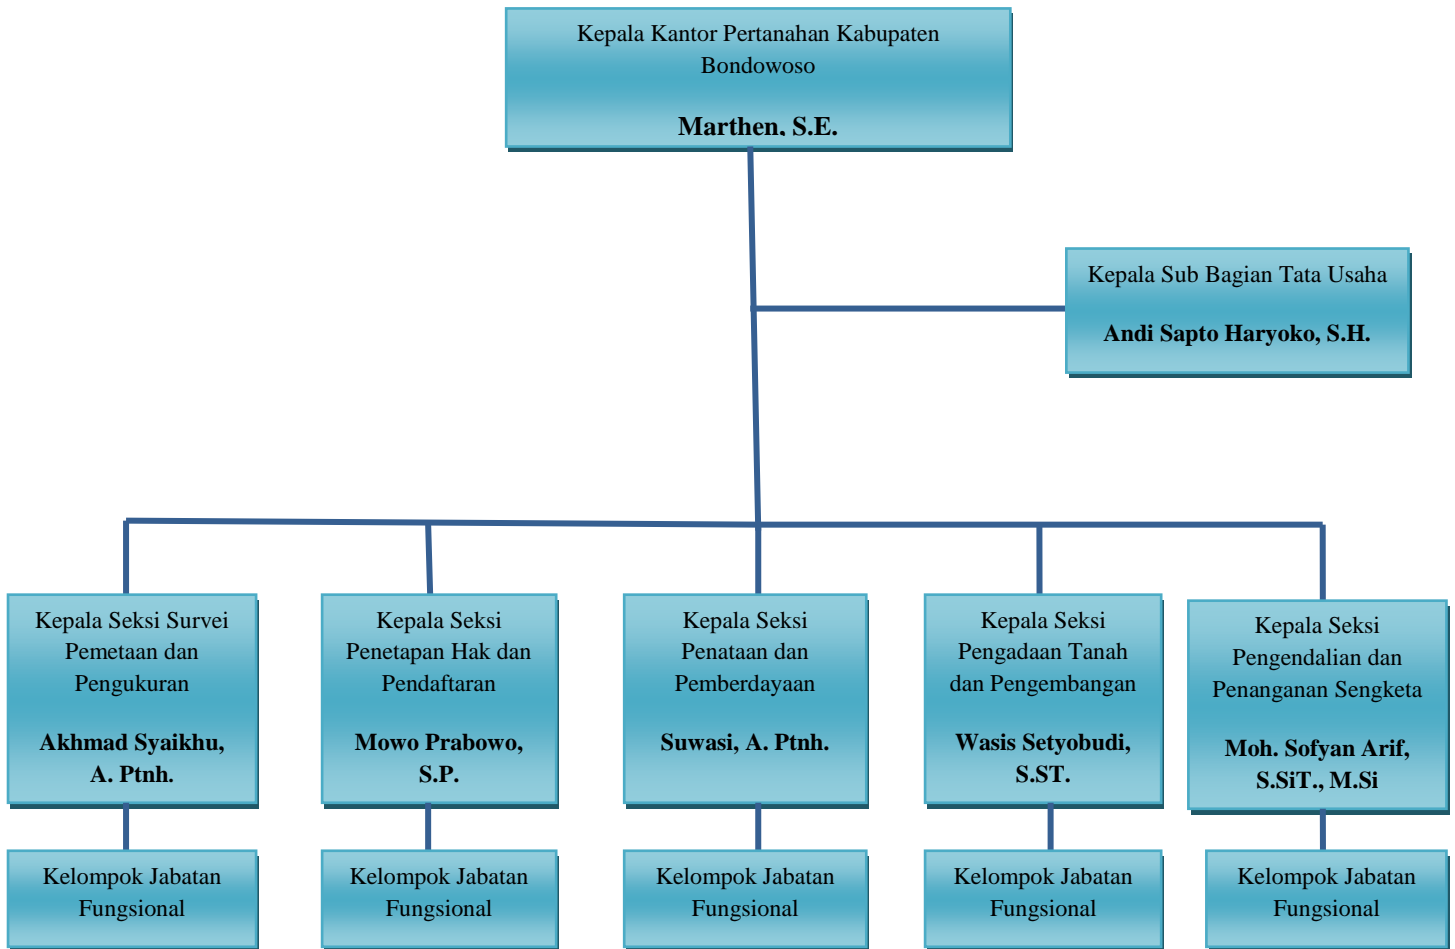 Kepala Kantor Pertanahan Kabupaten
Bondowoso
Marthen, S.E.
Kepala Sub Bagian Tata Usaha
Andi Sapto Haryoko, S.H.
Kepala Seksi Survei
Pemetaan dan
Pengukuran
Akhmad Syaikhu,
A. Ptnh.
Kepala Seksi
Penetapan Hak dan
Pendaftaran
Mowo Prabowo,
S.P.
Kepala Seksi
Penataan dan
Pemberdayaan
Suwasi, A. Ptnh.
Kepala Seksi
Pengadaan Tanah
dan Pengembangan
Wasis Setyobudi,
S.ST.
Kepala Seksi
Pengendalian dan
Penanganan Sengketa
Moh. Sofyan Arif,
S.SiT., M.Si
Kelompok Jabatan
Fungsional
Kelompok Jabatan
Fungsional
Kelompok Jabatan
Fungsional
Kelompok Jabatan
Fungsional
Kelompok Jabatan
Fungsional